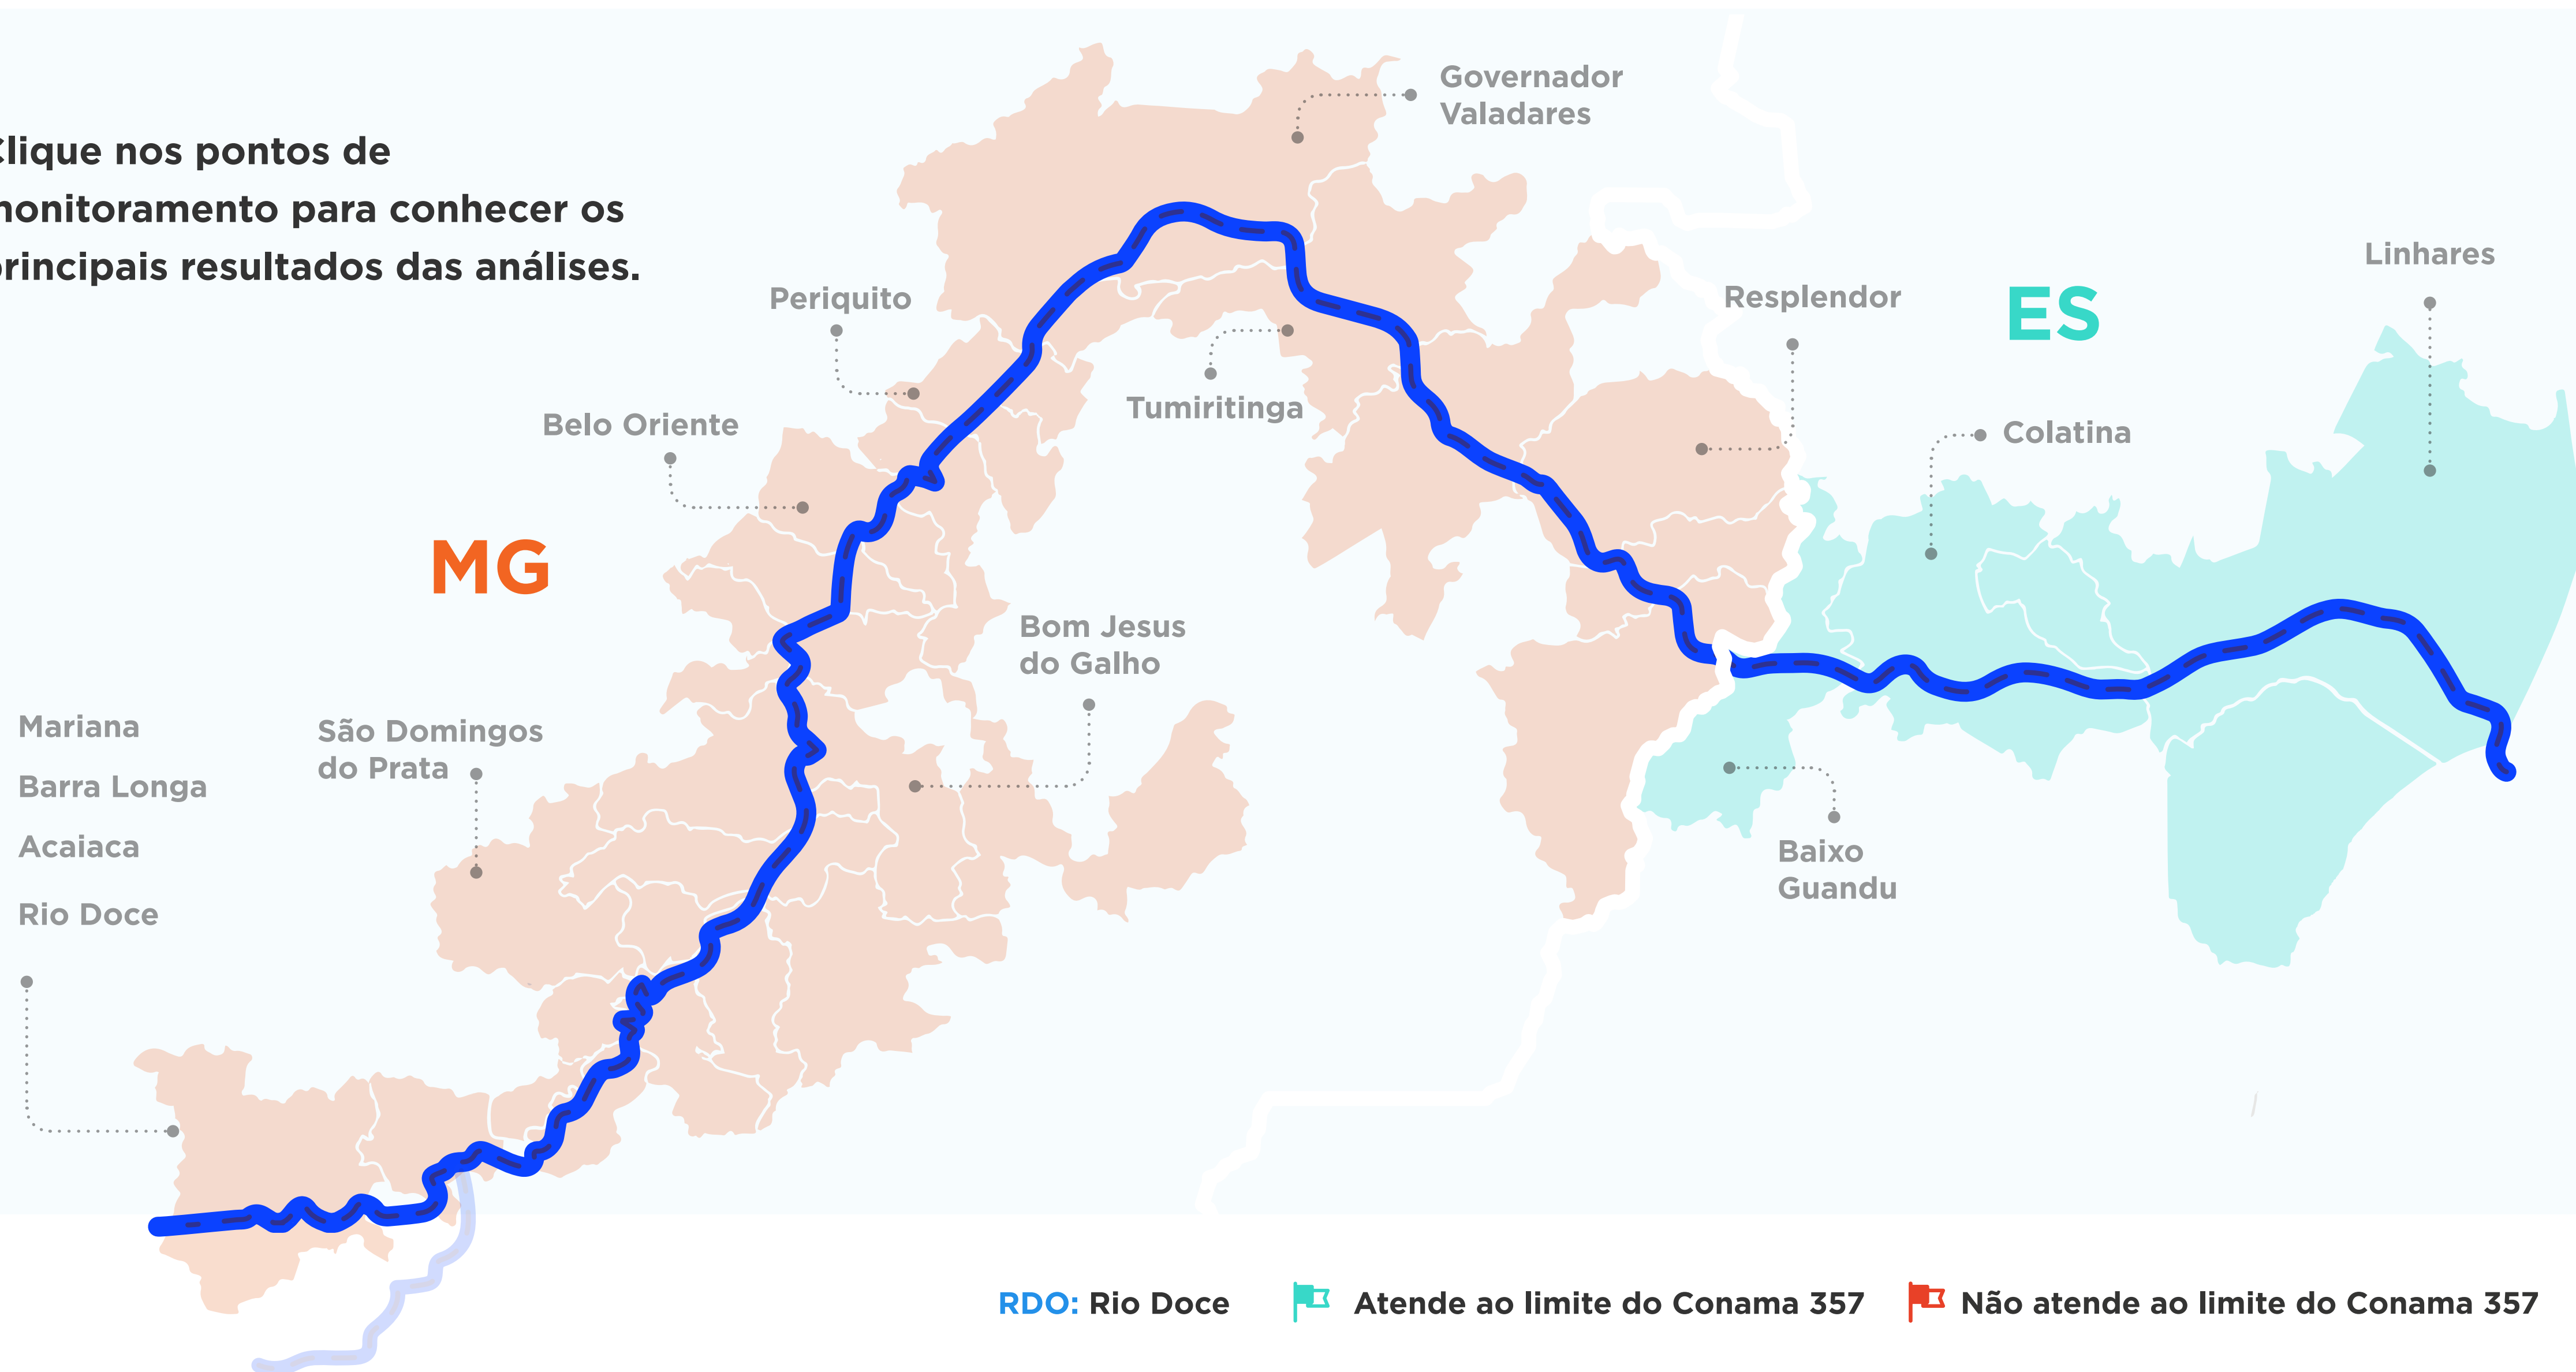 Clique nos pontos de
monitoramento para conhecer os
principais resultados das análises.
Governador
Valadares
Periquito
Belo Oriente
Tumiritinga
Resplendor
Linhares
ES
Colatina
MG
Bom Jesus
do Galho
São Domingos
do Prata
Mariana
Barra Longa
Acaiaca
Rio Doce
Baixo
Guandu
RDO: Rio Doce
Atende ao limite do Conama 357
Não atende ao limite do Conama 357